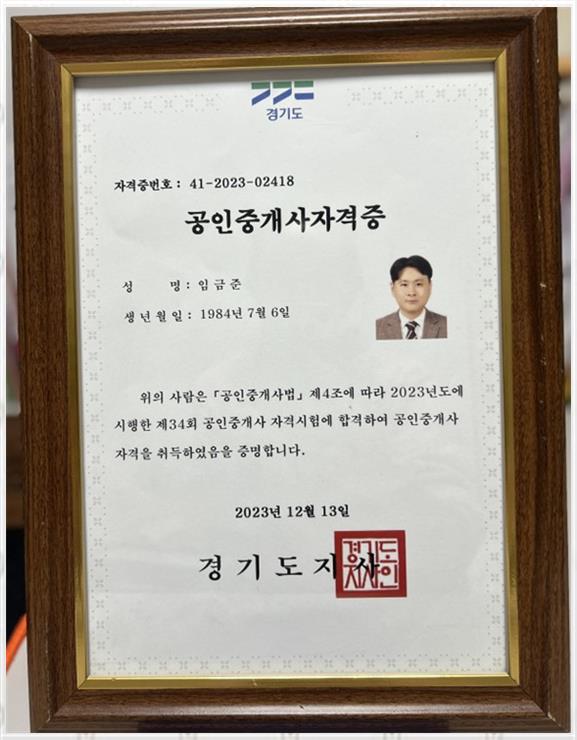 경기도
자격증번호 : 41-2023-02418
공인중개사자격증
성 명 : 임금준
생년월일 : 1984년 7월 6일
위의 사람은 「공인중개사법」 제4조에 따라 2023년도에
시행한 제34회 공인중개사 자격시험에 합격하여 공인중개사
자격을 취득하였음을 증명합니다.
2023년 12월 13일
경기도지사
경기도
지사인